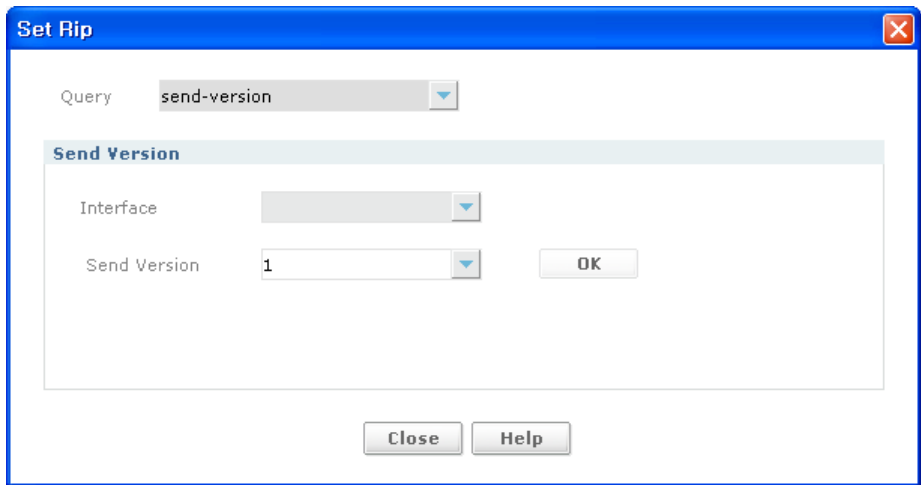 Set Rip
Query send-version
Send Version
Interface
Send Version 1 OK
Close Help